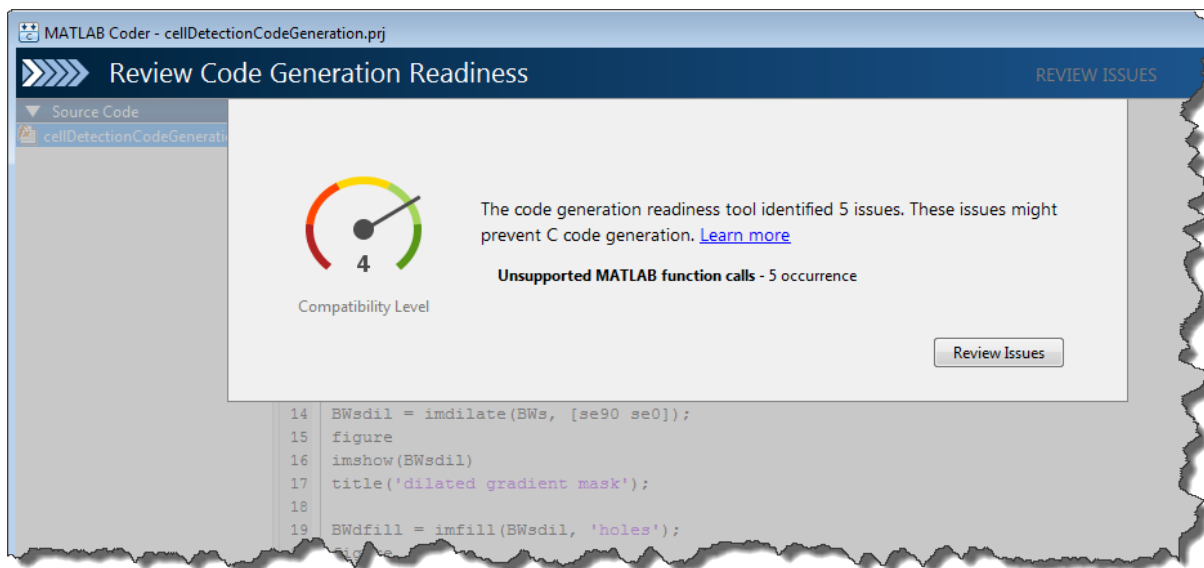 MATLAB Coder - cellDetectionCodeGeneration.prj
Review Code Generation Readiness
REVIEW ISSUES
Source Code
cellDetectionCodeGenerati
The code generation readiness tool identified 5 issues. These issues might
prevent C code generation. Learn more
4
Unsupported MATLAB function calls - 5 occurrence
Compatibility Level
Review Issues
14 BWsdil = imdilate(BWs, [se90 se0]);
15 figure
16 imshow(BWsdil)
17 title('dilated gradient mask');
18
19 BWdfill = imfill(BWsdil, 'holes');